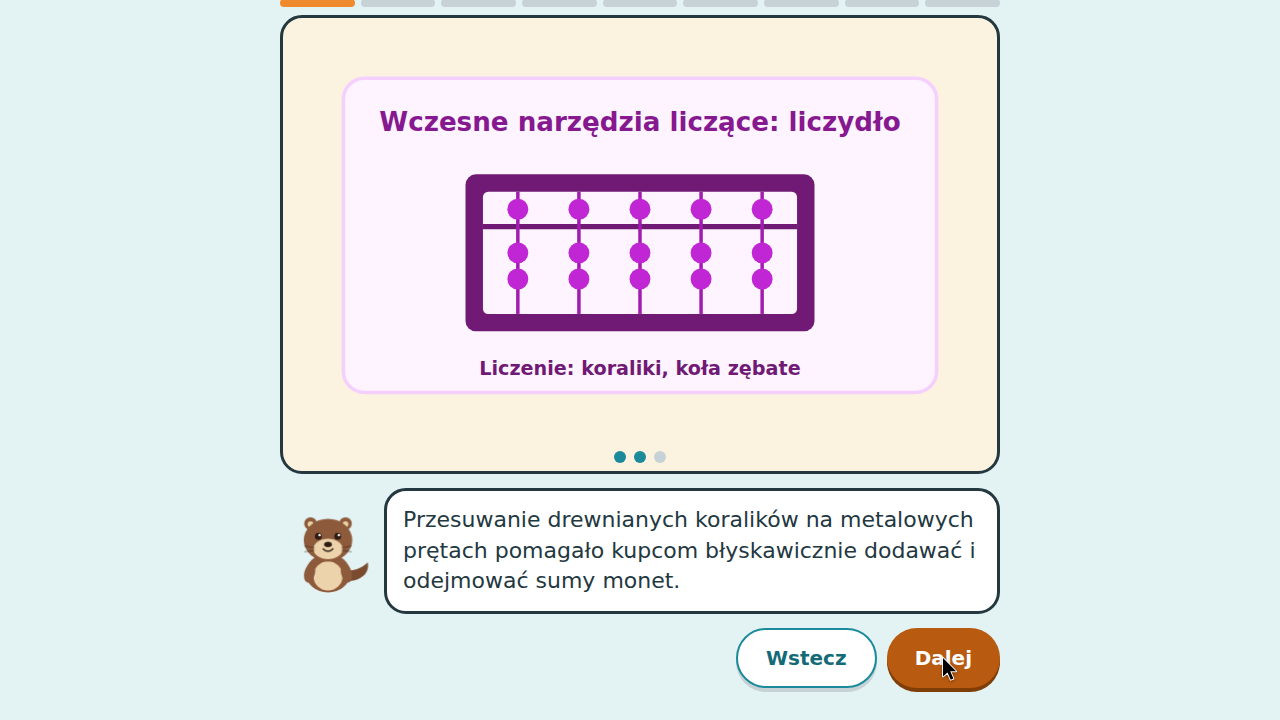 Wczesne narzędzia liczące: liczydło
Liczenie: koraliki, koła zębate
Przesuwanie drewnianych koralików na metalowych
prętach pomagało kupcom błyskawicznie dodawać i
odejmować sumy monet.
Wstecz
Dalej